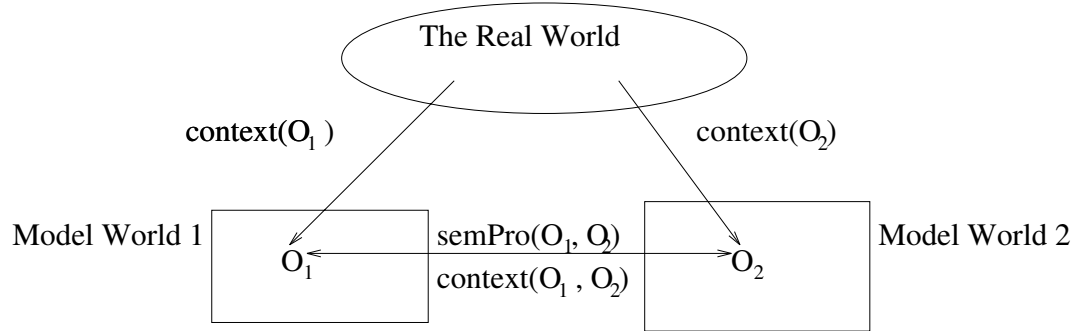 The Real World
context(O₁ )
context(O₂)
Model World 1
semPro(O₁, O₂)
Model World 2
O₁
O₂
context(O₁ , O₂)